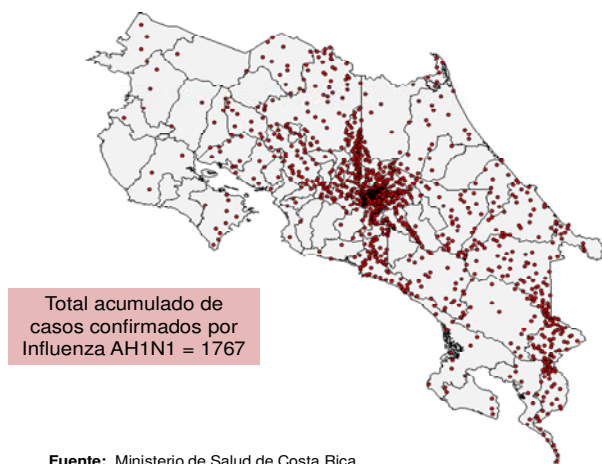 Total acumulado de
casos confirmados por
Influenza AH1N1 = 1767
Fuente: Ministerio de Salud de Costa Rica